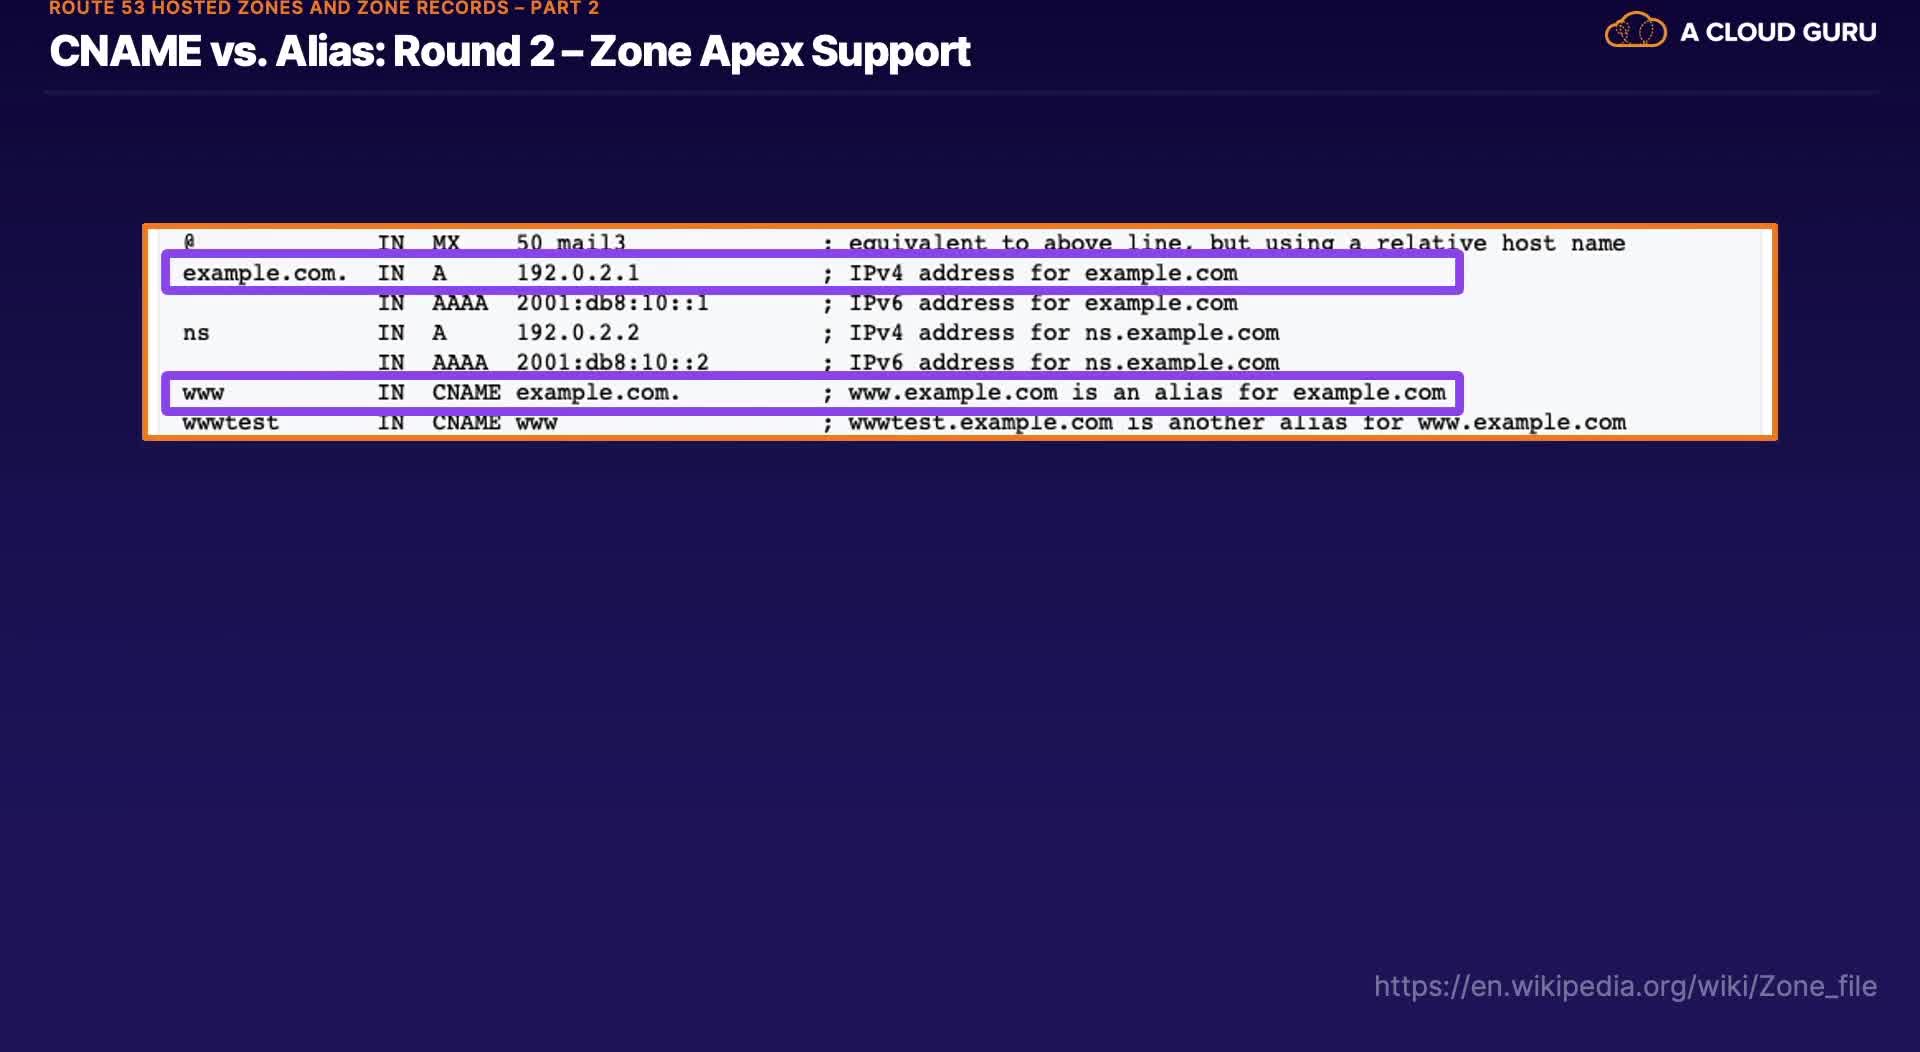 ROUTE 53 HOSTED ZONES AND ZONE RECORDS – PART 2
CNAME vs. Alias: Round 2 – Zone Apex Support
A CLOUD GURU
@ IN MX 50 mail3 ; equivalent to above line, but using a relative host name
example.com. IN A 192.0.2.1 ; IPv4 address for example.com
IN AAAA 2001:db8:10::1 ; IPv6 address for example.com
ns IN A 192.0.2.2 ; IPv4 address for ns.example.com
IN AAAA 2001:db8:10::2 ; IPv6 address for ns.example.com
www IN CNAME example.com. ; www.example.com is an alias for example.com
wwwtest IN CNAME www ; wwwtest.example.com is another alias for www.example.com
https://en.wikipedia.org/wiki/Zone_file